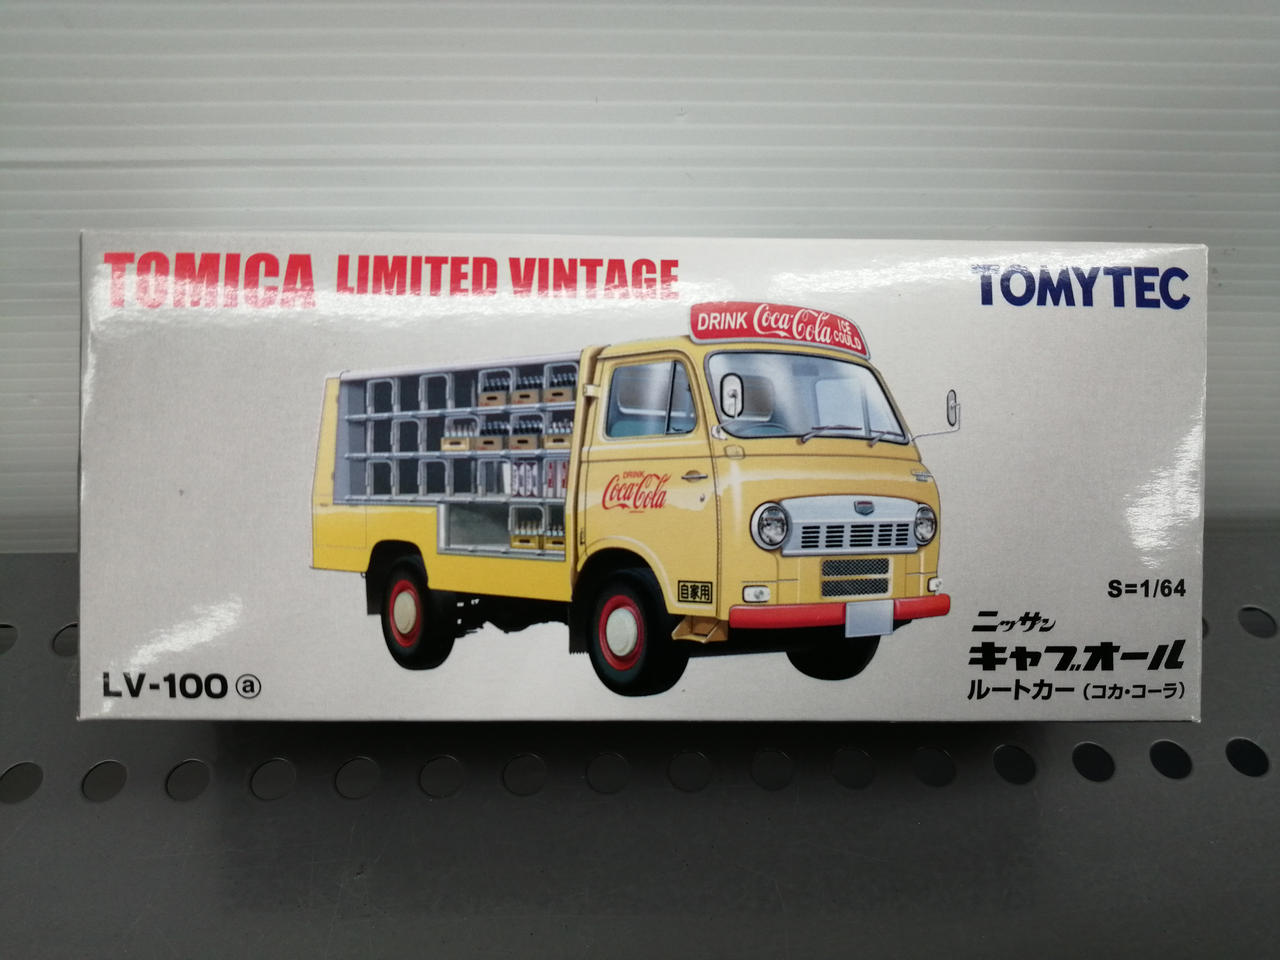 TOMICA LIMITED VINTAGE
TOMYTEC
DRINK Coca-Cola ICE COULD
DRINK
Coca-Cola
自家用
S=1/64
ニッサン
キャブオール
ルートカー(コカ・コーラ)
LV-100 ⓐ